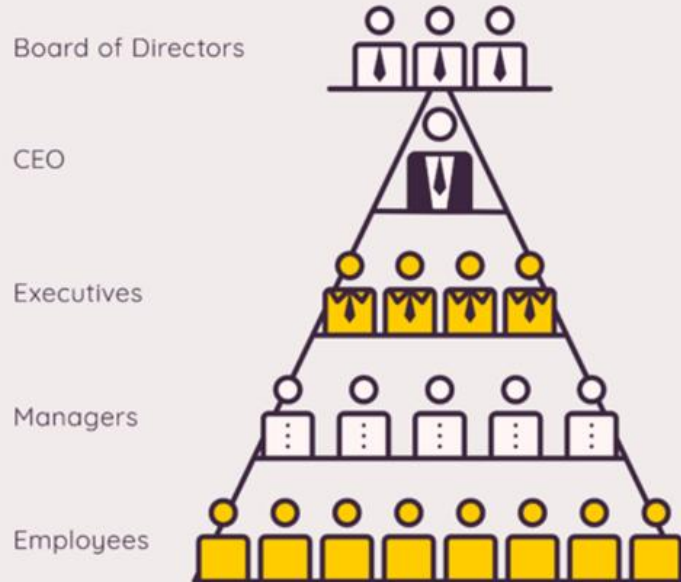 Board of Directors
CEO
Executives
Managers
Employees